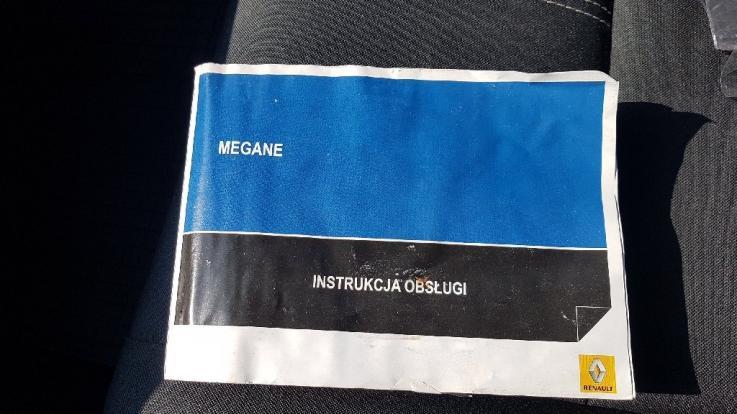 MEGANE
INSTRUKCJA OBSŁUGI
RENAULT